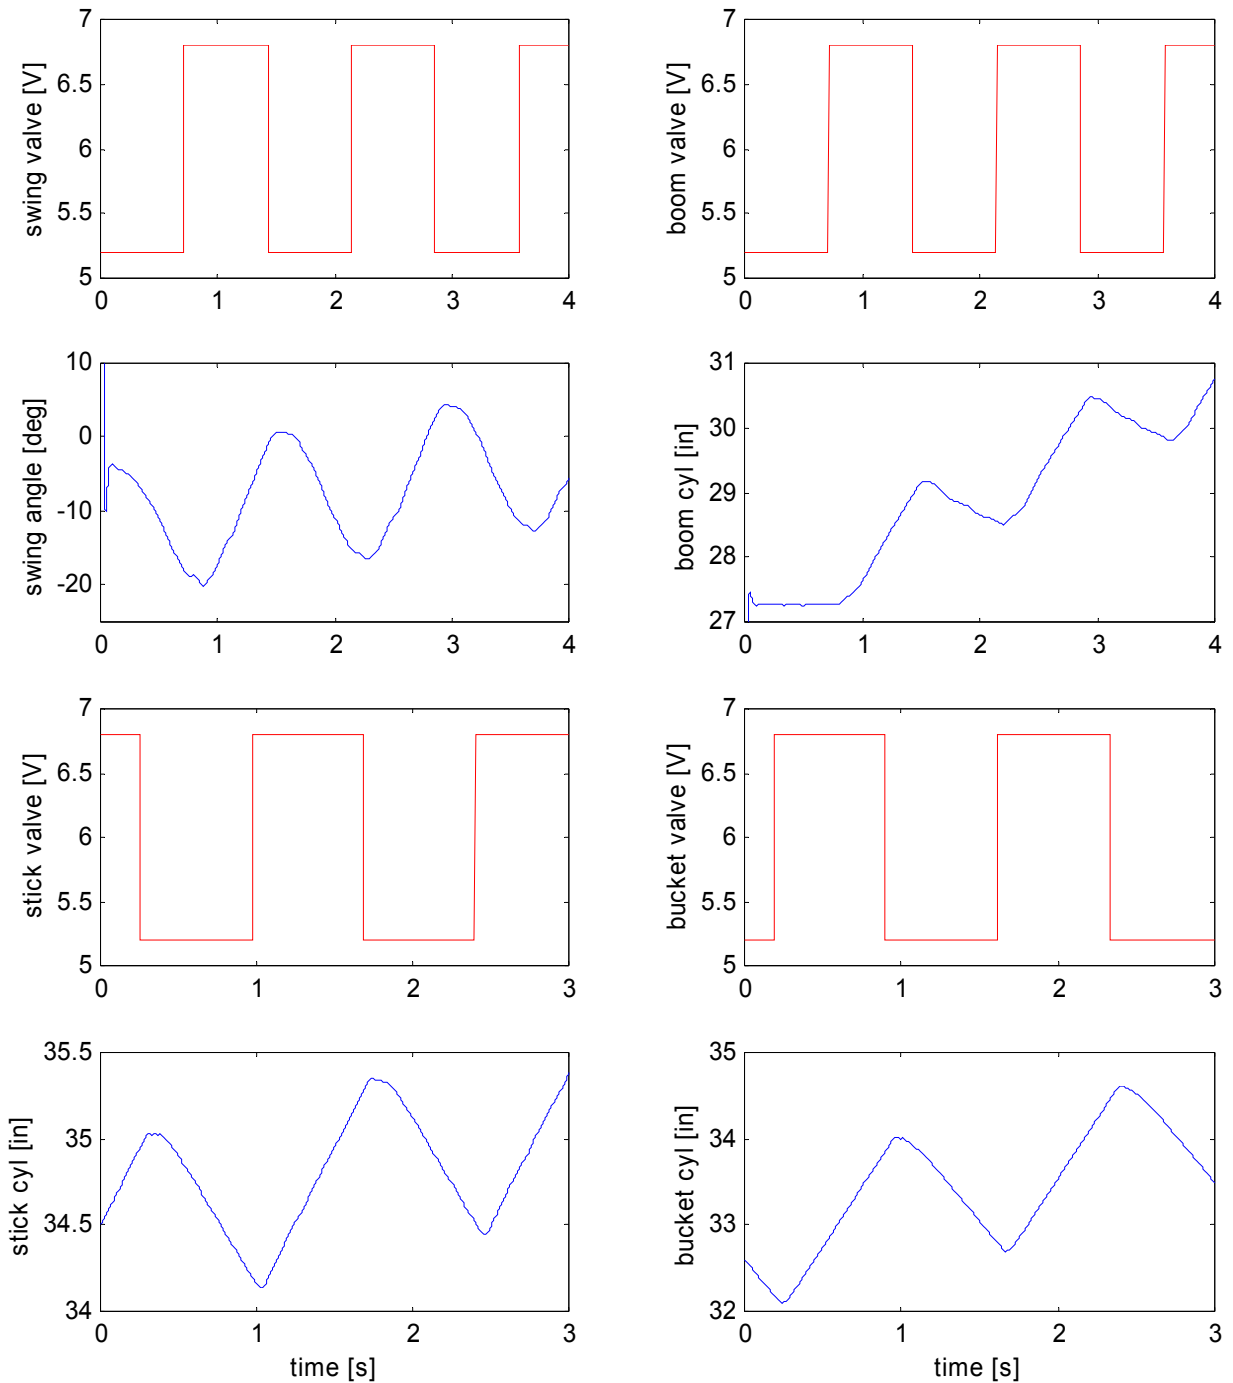 swing valve [V]
7
6.5
6
5.5
5
0 1 2 3 4
boom valve [V]
7
6.5
6
5.5
5
0 1 2 3 4
swing angle [deg]
10
0
-10
-20
0 1 2 3 4
boom cyl [in]
31
30
29
28
27
0 1 2 3 4
stick valve [V]
7
6.5
6
5.5
5
0 1 2 3
bucket valve [V]
7
6.5
6
5.5
5
0 1 2 3
stick cyl [in]
35.5
35
34.5
34
0 1 2 3
time [s]
bucket cyl [in]
35
34
33
32
0 1 2 3
time [s]